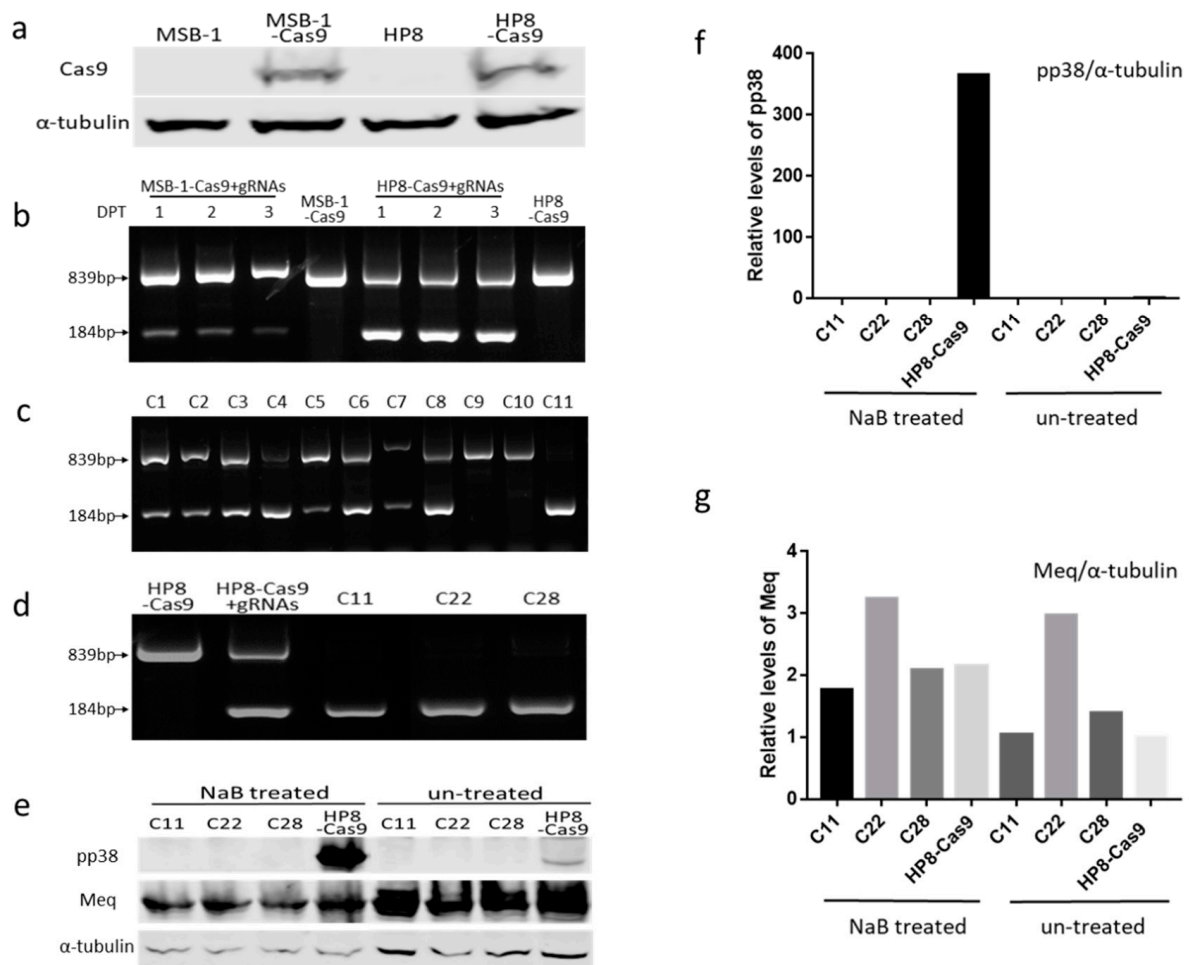 a
MSB-1
MSB-1
-Cas9
HP8
HP8
-Cas9
Cas9
α-tubulin
b
MSB-1-Cas9+gRNAs
HP8-Cas9+gRNAs
DPT
1
2
3
MSB-1
-Cas9
1
2
3
HP8
-Cas9
839bp
184bp
c
C1
C2
C3
C4
C5
C6
C7
C8
C9
C10
C11
839bp
184bp
d
HP8
-Cas9
HP8-Cas9
+gRNAs
C11
C22
C28
839bp
184bp
e
NaB treated
un-treated
C11
C22
C28
HP8
-Cas9
C11
C22
C28
HP8
-Cas9
pp38
Meq
α-tubulin
f
pp38/α-tubulin
Relative levels of pp38
400
300
200
100
0
C11
C22
C28
HP8-Cas9
C11
C22
C28
HP8-Cas9
NaB treated
un-treated
g
Meq/α-tubulin
Relative levels of Meq
4
3
2
1
0
C11
C22
C28
HP8-Cas9
C11
C22
C28
HP8-Cas9
NaB treated
un-treated